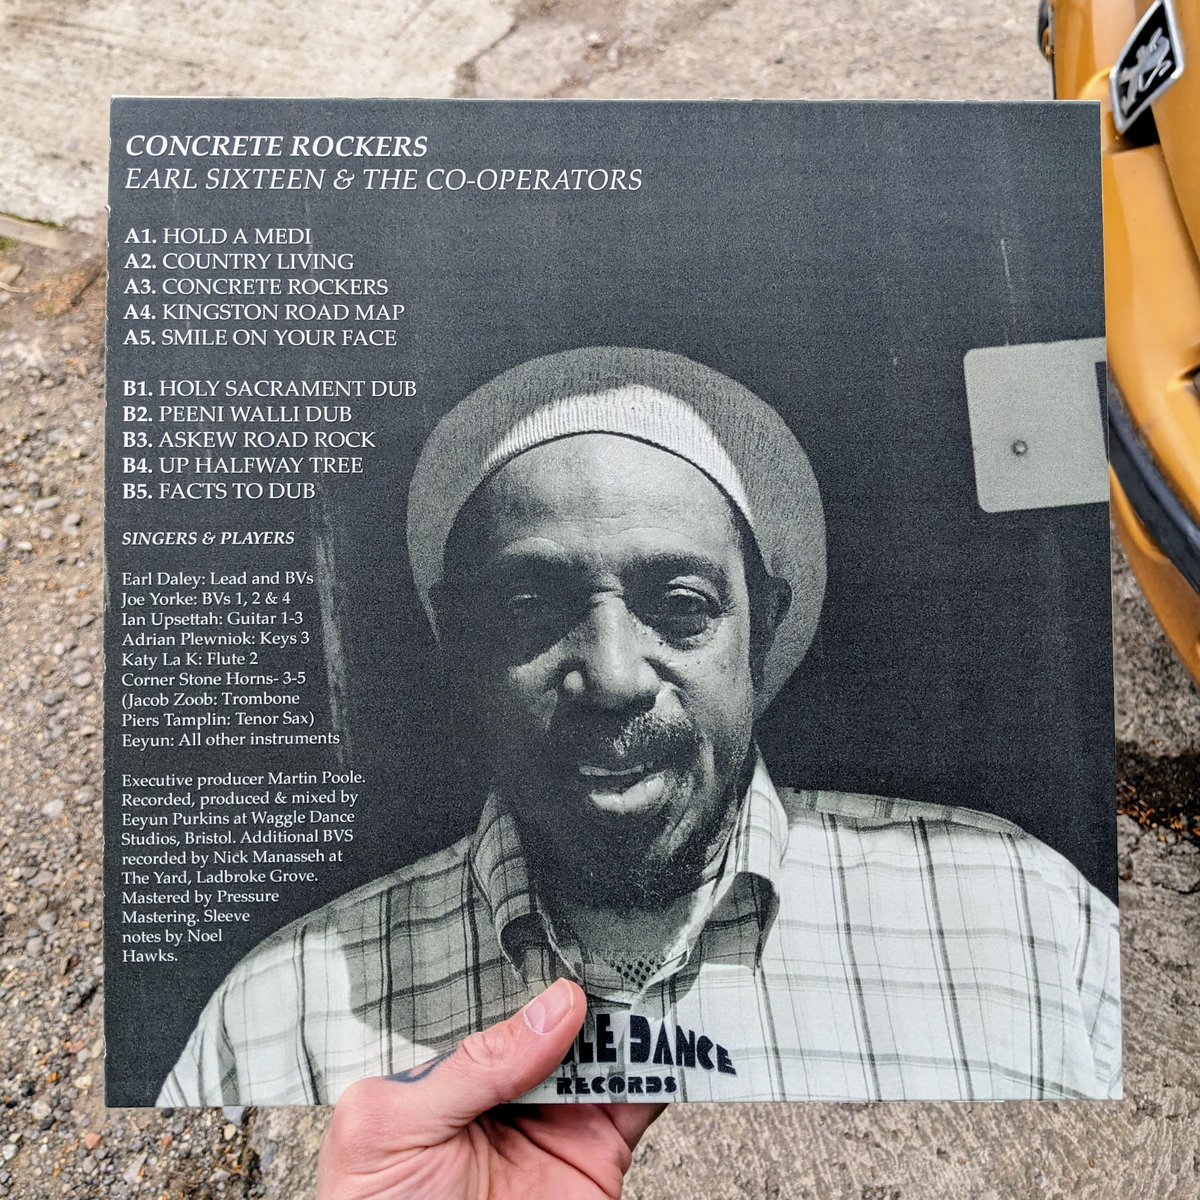 CONCRETE ROCKERS
EARL SIXTEEN & THE CO-OPERATORS
A1. HOLD A MEDI
A2. COUNTRY LIVING
A3. CONCRETE ROCKERS
A4. KINGSTON ROAD MAP
A5. SMILE ON YOUR FACE
B1. HOLY SACRAMENT DUB
B2. PEENI WALLI DUB
B3. ASKEW ROAD ROCK
B4. UP HALFWAY TREE
B5. FACTS TO DUB
SINGERS & PLAYERS
Earl Daley: Lead and BVs
Joe Yorke: BVs 1, 2 & 4
Ian Upsettah: Guitar 1-3
Adrian Plewniok: Keys 3
Katy La K: Flute 2
Corner Stone Horns- 3-5
(Jacob Zoob: Trombone
Piers Tamplin: Tenor Sax)
Eeyun: All other instruments
Executive producer Martin Poole.
Recorded, produced & mixed by
Eeyun Purkins at Waggle Dance
Studios, Bristol. Additional BVS
recorded by Nick Manasseh at
The Yard, Ladbroke Grove.
Mastered by Pressure
Mastering. Sleeve
notes by Noel
Hawks.
DANCE
RECORDS